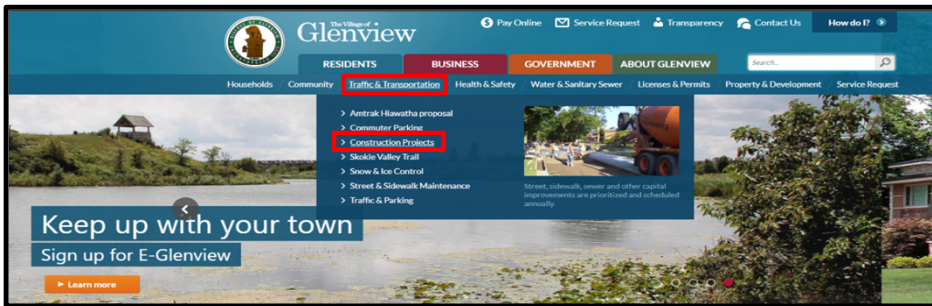 The Village of
Glenview
Pay Online Service Request Transparency Contact Us How do I?
RESIDENTS BUSINESS GOVERNMENT ABOUT GLENVIEW Search...
Households Community Traffic & Transportation Health & Safety Water & Sanitary Sewer Licenses & Permits Property & Development Service Request
> Amtrak Hiawatha proposal
> Commuter Parking
> Construction Projects
> Skokie Valley Trail
> Snow & Ice Control
> Street & Sidewalk Maintenance
> Traffic & Parking
Street, sidewalk, sewer and other capital
improvements are prioritized and scheduled
annually.
Keep up with your town
Sign up for E-Glenview
Learn more